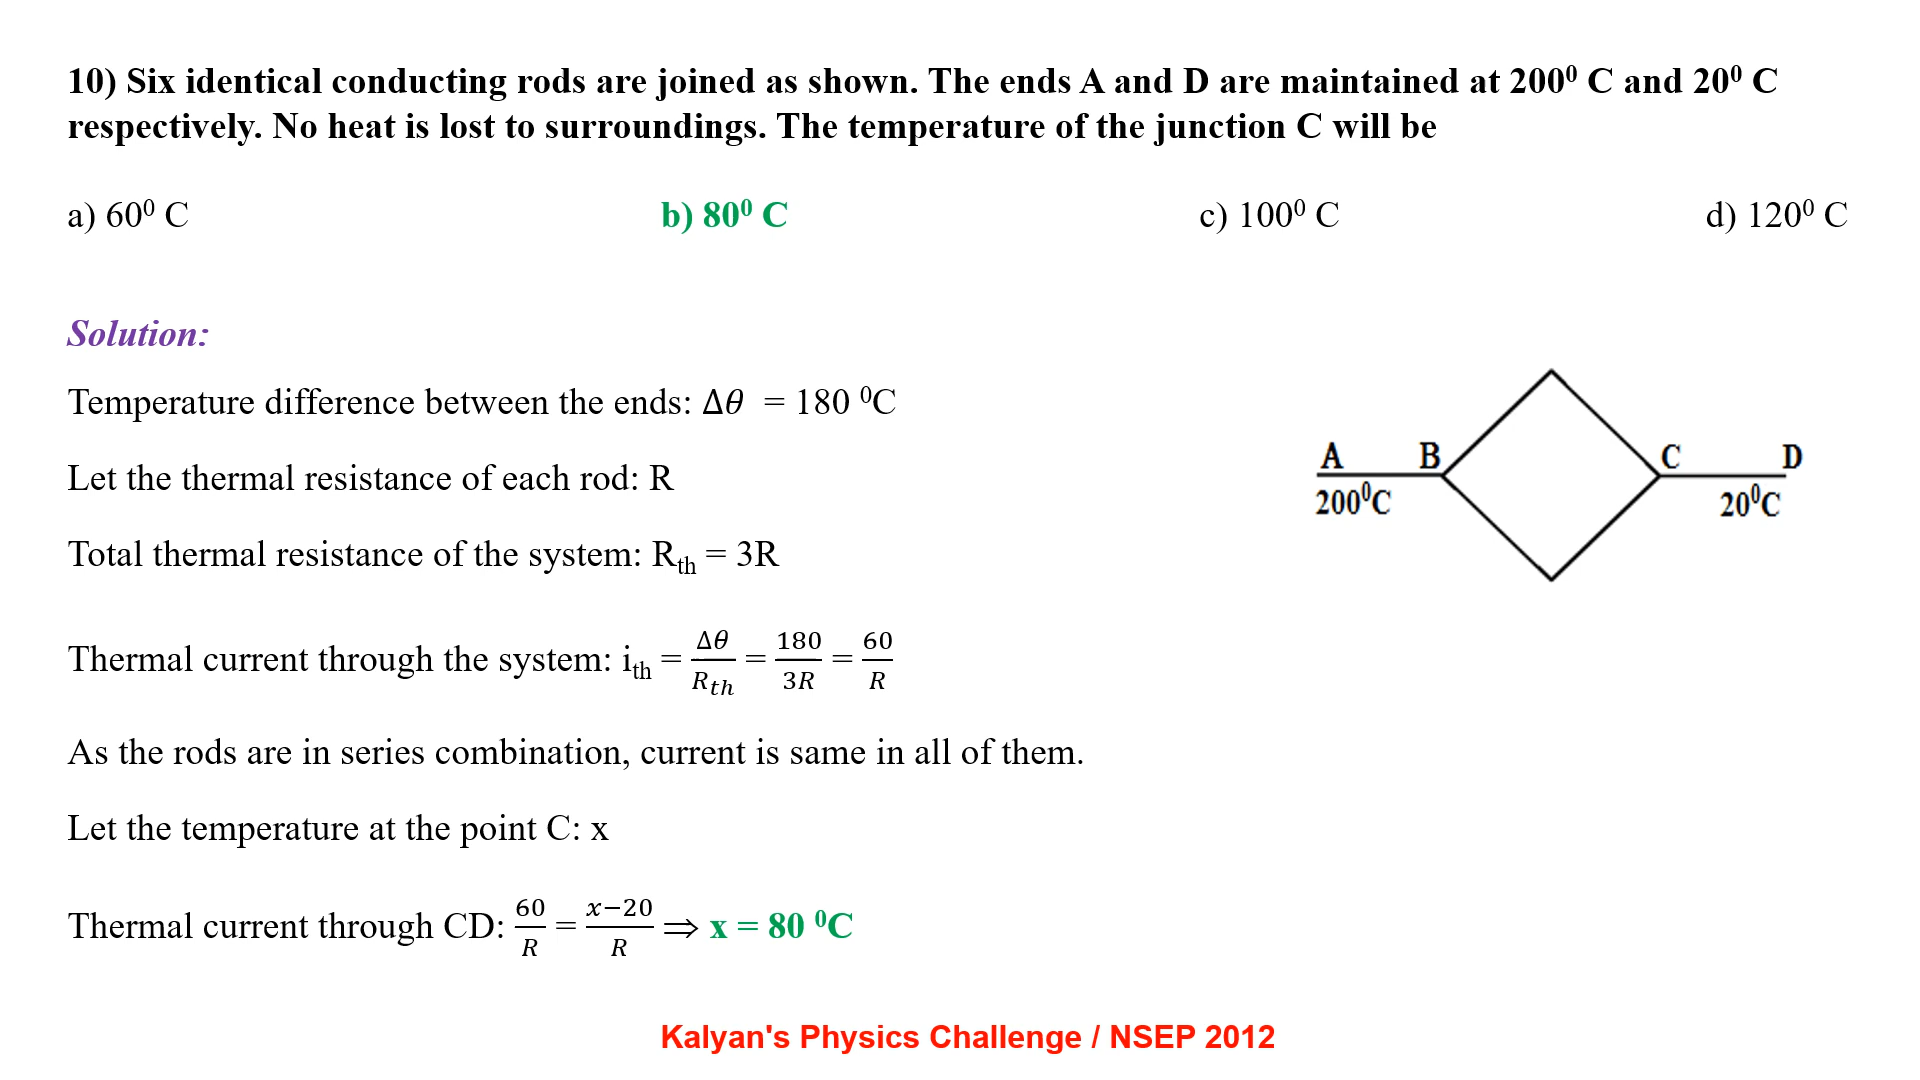 10) Six identical conducting rods are joined as shown. The ends A and D are maintained at 200⁰ C and 20⁰ C
respectively. No heat is lost to surroundings. The temperature of the junction C will be
a) 60⁰ C b) 80⁰ C c) 100⁰ C d) 120⁰ C
Solution:
Temperature difference between the ends: Δθ = 180 ⁰C
Let the thermal resistance of each rod: R
Total thermal resistance of the system: R_th = 3R
Thermal current through the system: i_th = Δθ/R_th = 180/3R = 60/R
As the rods are in series combination, current is same in all of them.
Let the temperature at the point C: x
Thermal current through CD: 60/R = x−20/R ⟹ x = 80 ⁰C
A B C D
200⁰C 20⁰C
Kalyan's Physics Challenge / NSEP 2012